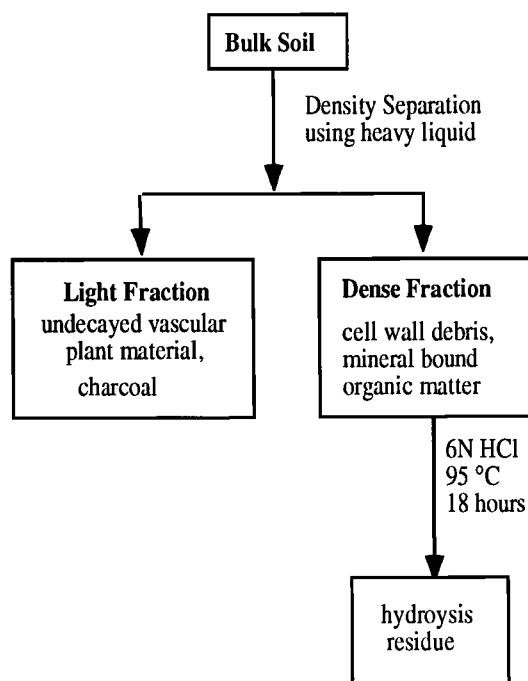 Bulk Soil
Density Separation
using heavy liquid
Light Fraction
undecayed vascular
plant material,
charcoal
Dense Fraction
cell wall debris,
mineral bound
organic matter
6N HCl
95 °C
18 hours
hydroysis
residue